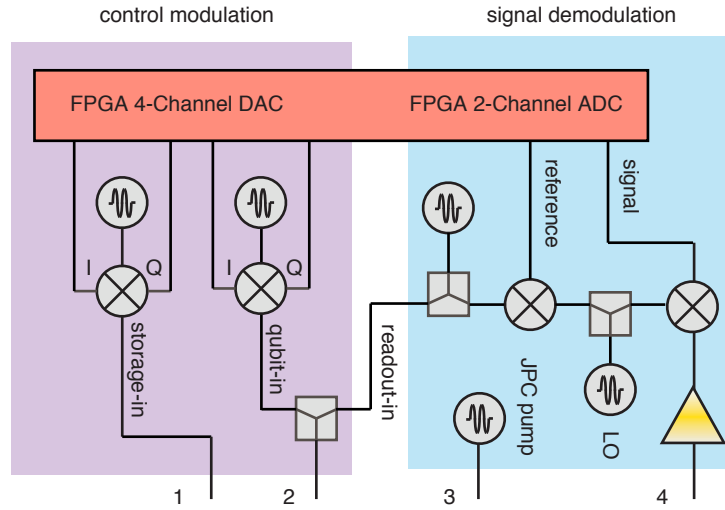 control modulation
signal demodulation
FPGA 4-Channel DAC
FPGA 2-Channel ADC
reference
signal
I
Q
I
Q
storage-in
qubit-in
readout-in
JPC pump
LO
1
2
3
4